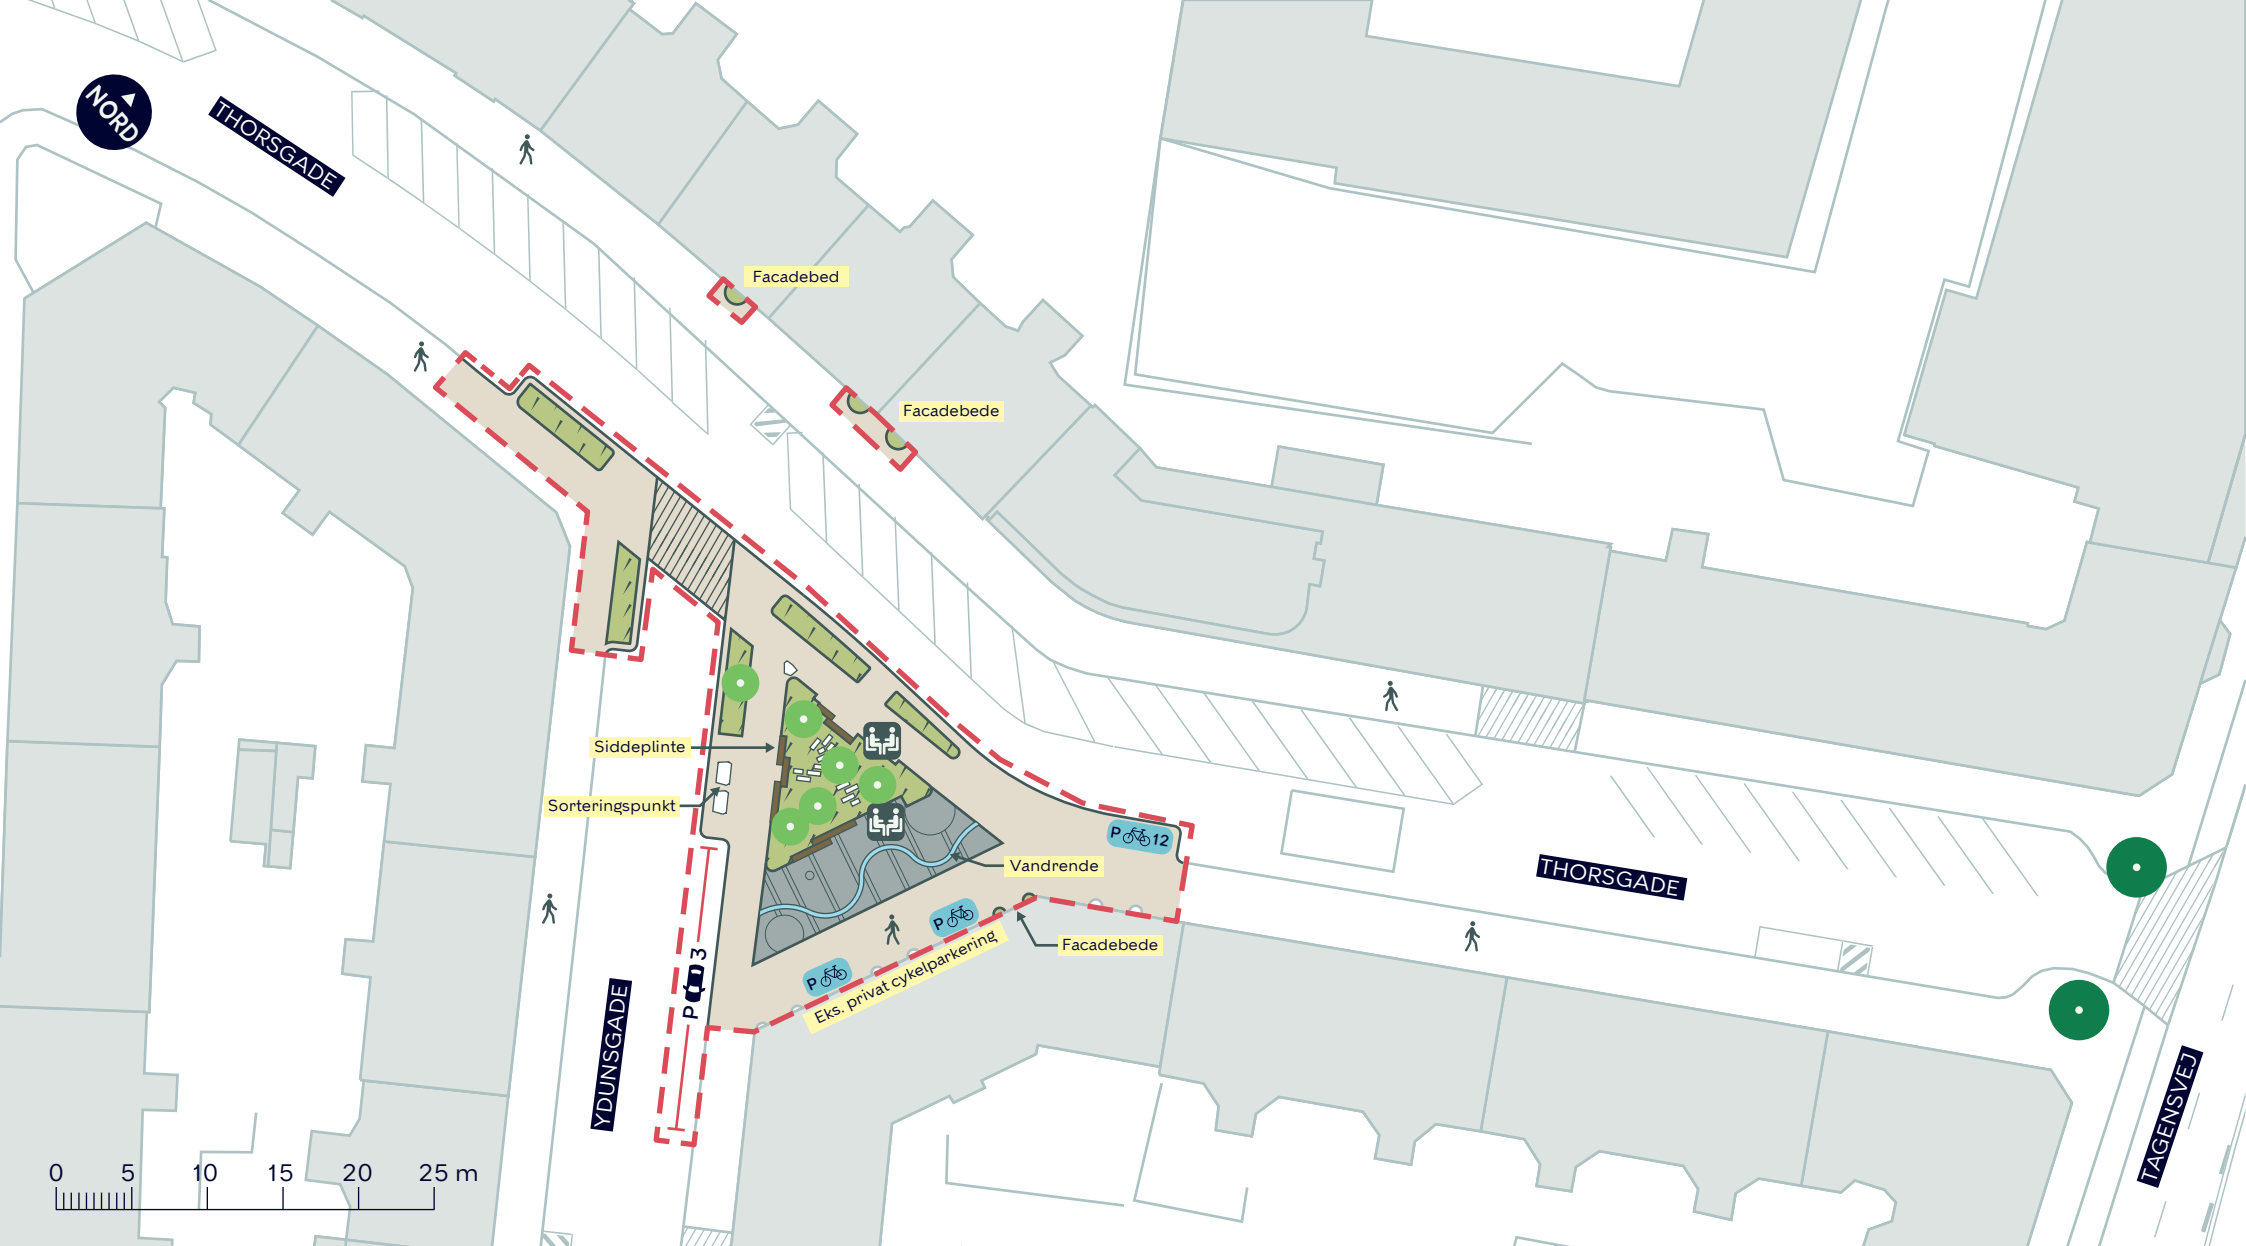 NORD
THORSGADE
Facadebed
Facadebede
Siddeplinte
Sorteringspunkt
P 12
Vandrende
THORSGADE
P
Facadebede
Eks. privat cykelparkering
P
P 3
YDUNSGADE
TAGENSVEJ
0 5 10 15 20 25 m